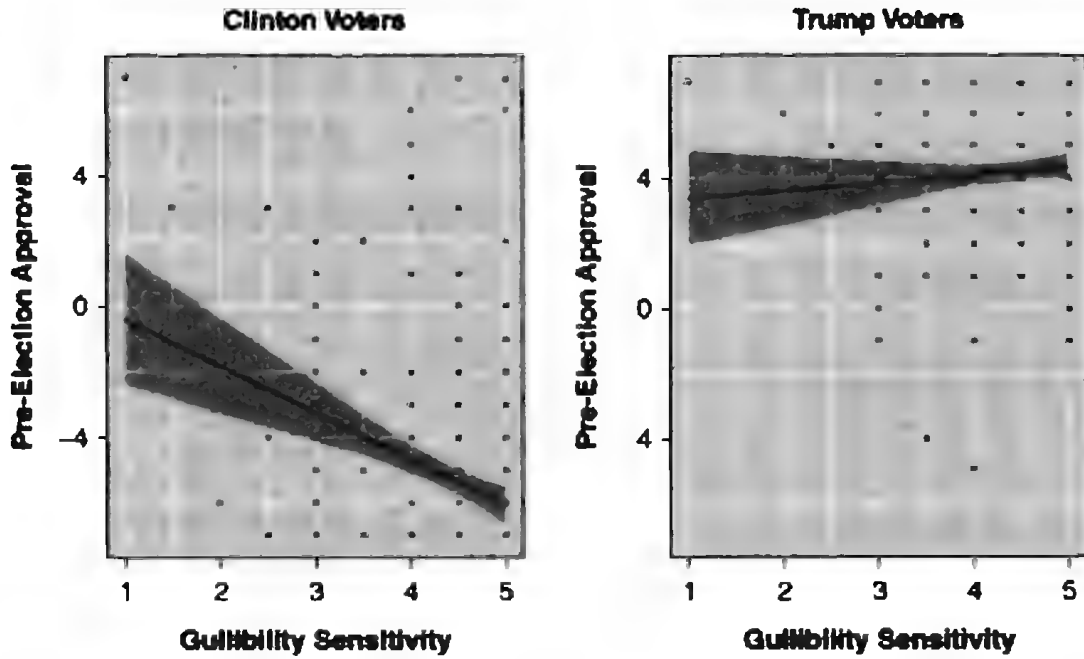 Clinton Voters
Pre-Election Approval
4
0
−4
1 2 3 4 5
Gullibility Sensitivity
Trump Voters
Pre-Election Approval
4
0
4
1 2 3 4 5
Gullibility Sensitivity